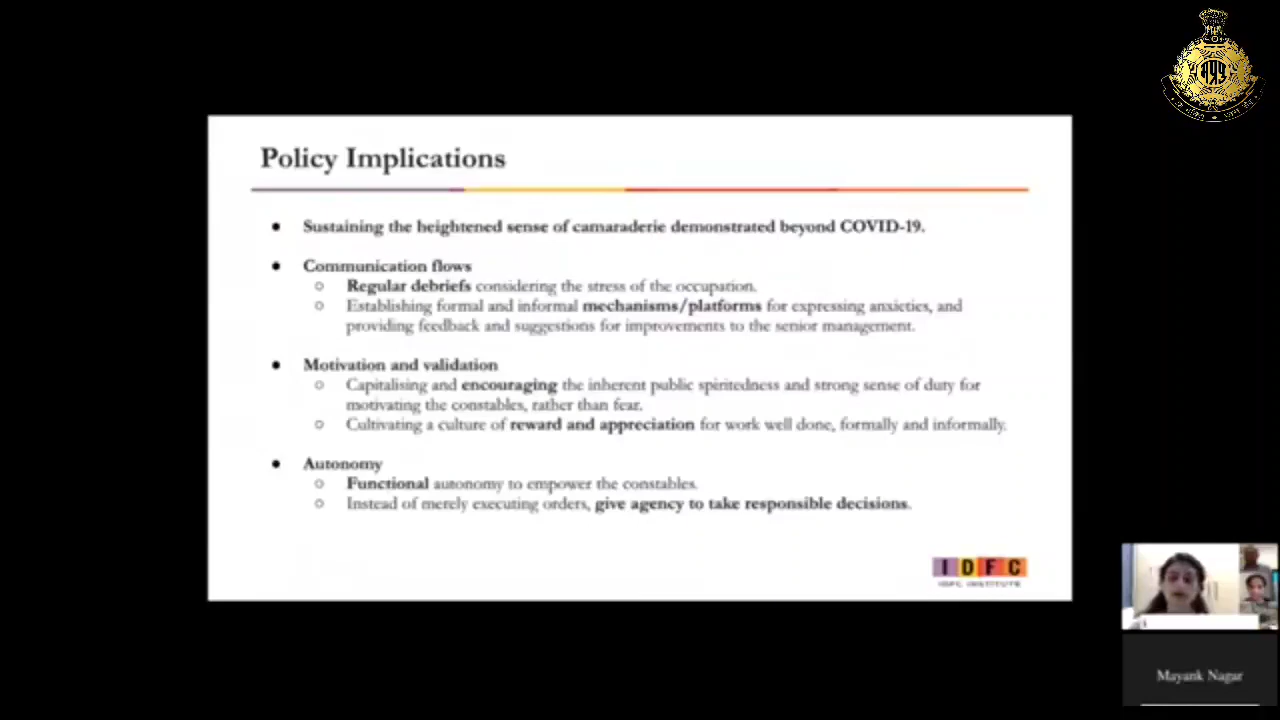 Policy Implications
Sustaining the heightened sense of camaraderie demonstrated beyond COVID-19.
Communication flows
Regular debriefs considering the stress of the occupation.
Establishing formal and informal mechanisms/platforms for expressing anxieties, and
providing feedback and suggestions for improvements to the senior management.
Motivation and validation
Capitalising and encouraging the inherent public spiritedness and strong sense of duty for
motivating the constables, rather than fear.
Cultivating a culture of reward and appreciation for work well done, formally and informally.
Autonomy
Functional autonomy to empower the constables.
Instead of merely executing orders, give agency to take responsible decisions.
IDFC
IDFC INSTITUTE
Mayank Nagar